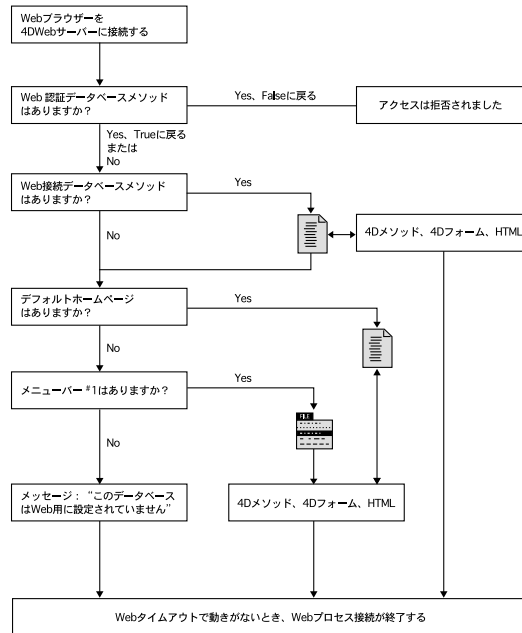 Webブラウザーを
4DWebサーバーに接続する
Web 認証データベースメソッド
はありますか？
Yes、Falseに戻る
アクセスは拒否されました
Yes、Trueに戻る
または
No
Web接続データベースメソッド
はありますか？
Yes
No
4Dメソッド、4Dフォーム、HTML
デフォルトホームページ
はありますか？
Yes
No
メニューバー #1はありますか？
Yes
FILE
No
メッセージ： “このデータベース
はWeb用に設定されていません”
4Dメソッド、4Dフォーム、HTML
Webタイムアウトで動きがないとき、Webプロセス接続が終了する